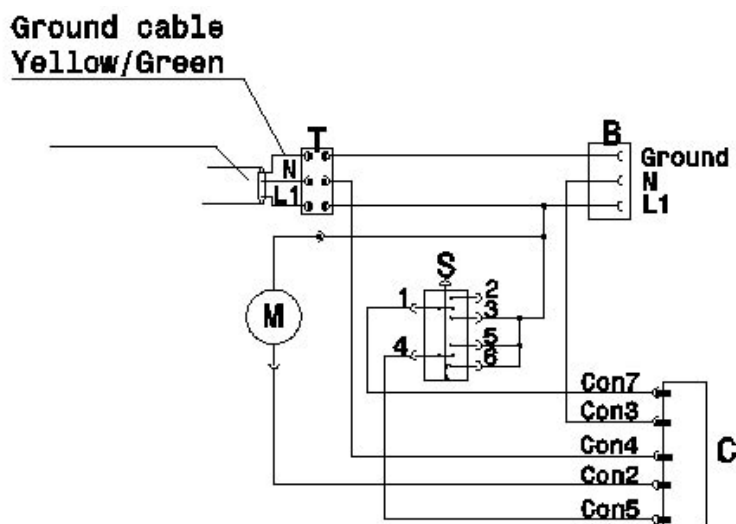 Ground cable
Yellow/Green
T
B
Ground
N
N
L1
L1
S
2
1
3
M
4
5
6
Con7
Con3
Con4
C
Con2
Con5